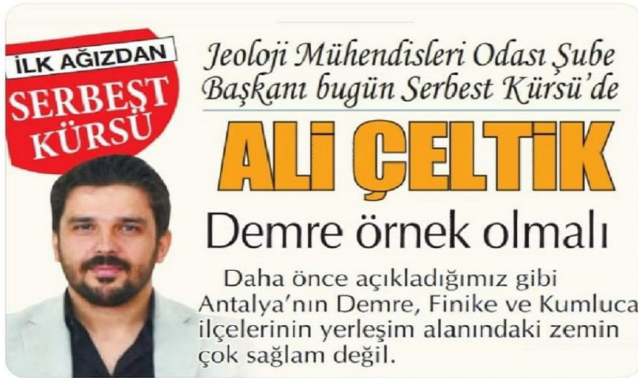 İLK AĞIZDAN
SERBEST
KÜRSÜ
Jeoloji Mühendisleri Odası Şube
Başkanı bugün Serbest Kürsü’de
ALİ ÇELTİK
Demre örnek olmalı
Daha önce açıkladığımız gibi
Antalya’nın Demre, Finike ve Kumluca
ilçelerinin yerleşim alanındaki zemin
çok sağlam değil.